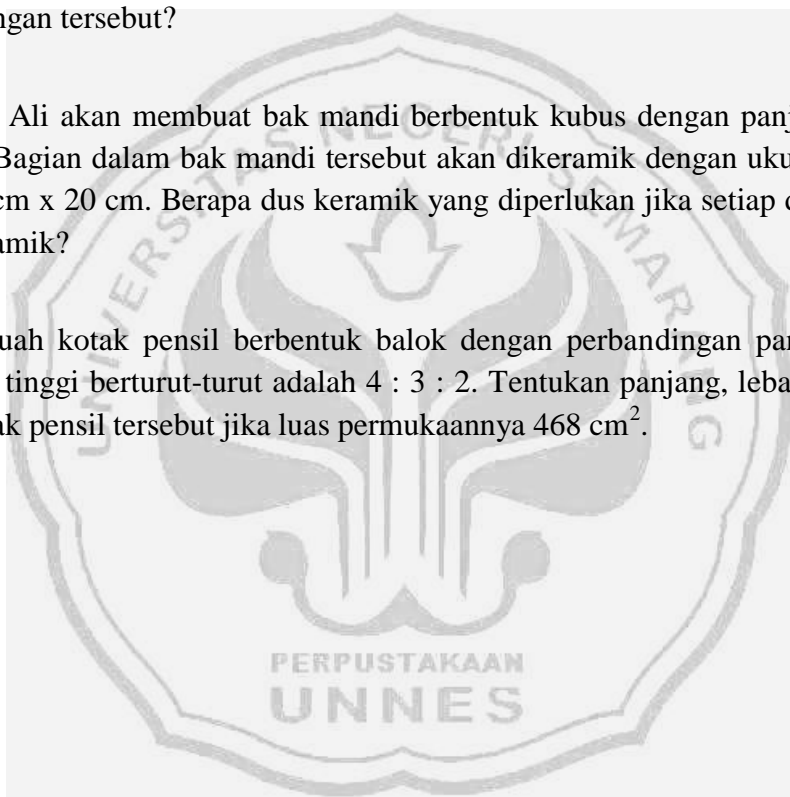 ngan tersebut?
Ali akan membuat bak mandi berbentuk kubus dengan panj
Bagian dalam bak mandi tersebut akan dikeramik dengan uku
cm x 20 cm. Berapa dus keramik yang diperlukan jika setiap d
amik?
uah kotak pensil berbentuk balok dengan perbandingan pan
tinggi berturut-turut adalah 4 : 3 : 2. Tentukan panjang, leba
ak pensil tersebut jika luas permukaannya 468 cm².
UNIVERSITAS NEGERI SEMARANG
PERPUSTAKAAN
UNNES